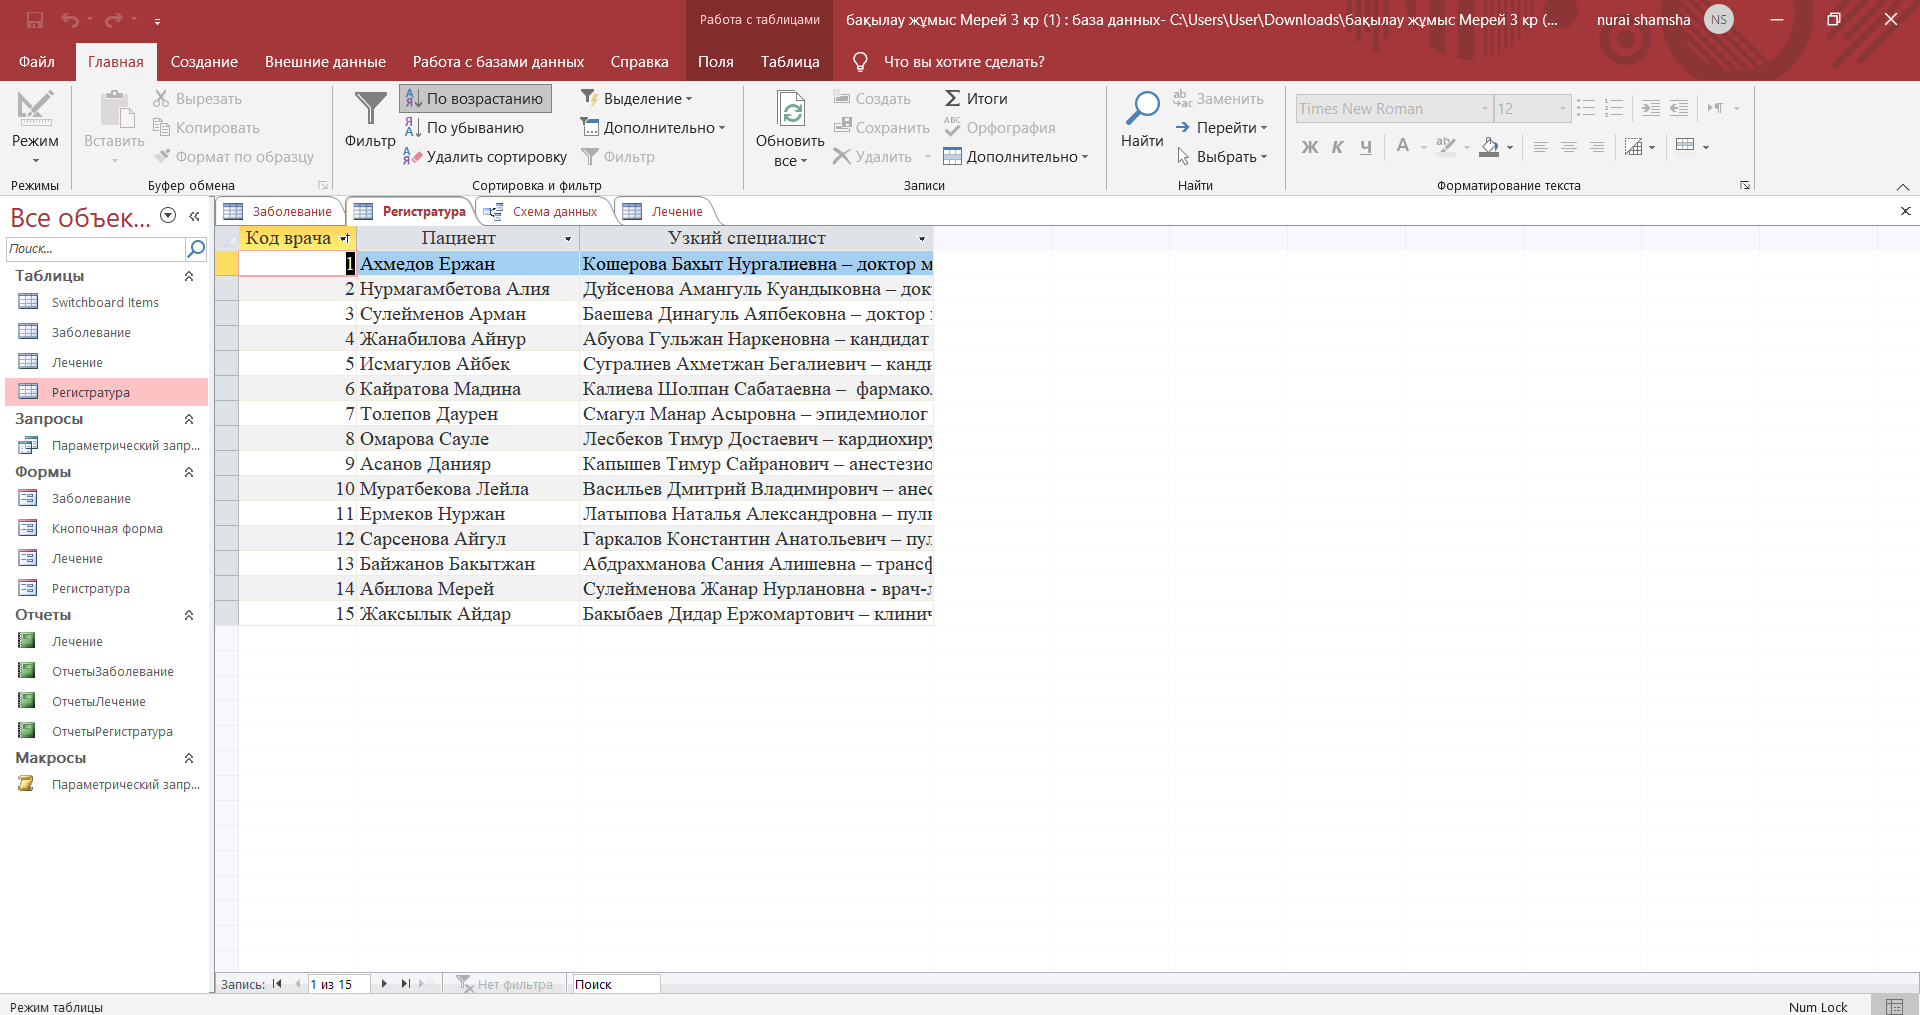 Работа с таблицами
бақылау жұмыс Мерей 3 кр (1) : база данных- C:\Users\User\Downloads\бақылау жұмыс Мерей 3 кр (...
nurai shamsha
NS
Файл
Главная
Создание
Внешние данные
Работа с базами данных
Справка
Поля
Таблица
Что вы хотите сделать?
Режим
Режимы
Вставить
Вырезать
Копировать
Формат по образцу
Буфер обмена
Фильтр
По возрастанию
По убыванию
Удалить сортировку
Выделение
Дополнительно
Фильтр
Сортировка и фильтр
Обновить
все
Создать
Сохранить
Удалить
Итоги
Орфография
Дополнительно
Записи
Найти
Заменить
Перейти
Выбрать
Найти
Times New Roman
12
Ж К Ч
Форматирование текста
Все объек...
Поиск...
Таблицы
Switchboard Items
Заболевание
Лечение
Регистратура
Запросы
Параметрический запр...
Формы
Заболевание
Кнопочная форма
Лечение
Регистратура
Отчеты
Лечение
ОтчетыЗаболевание
ОтчетыЛечение
ОтчетыРегистратура
Макросы
Параметрический запр...
Заболевание
Регистратура
Схема данных
Лечение
Код врача Пациент Узкий специалист
1 Ахмедов Ержан Кошерова Бахыт Нургалиевна – доктор м
2 Нурмагамбетова Алия Дуйсенова Амангуль Куандыковна – док
3 Сулейменов Арман Баешева Динагуль Аяпбековна – доктор
4 Жанабилова Айнур Абуова Гульжан Наркеновна – кандидат
5 Исмагулов Айбек Сугралиев Ахметжан Бегалиевич – канди
6 Кайратова Мадина Калиева Шолпан Сабатаевна – фармакол
7 Толепов Даурен Смагул Манар Асыровна – эпидемиолог
8 Омарова Сауле Лесбеков Тимур Достаевич – кардиохиру
9 Асанов Данияр Капышев Тимур Сайранович – анестезио
10 Муратбекова Лейла Васильев Дмитрий Владимирович – анес
11 Ермеков Нуржан Латыпова Наталья Александровна – пуль
12 Сарсенова Айгул Гаркалов Константин Анатольевич – пул
13 Байжанов Бакытжан Абдрахманова Сания Алишевна – трансф
14 Абилова Мерей Сулейменова Жанар Нурлановна - врач-л
15 Жаксылык Айдар Бакыбаев Дидар Ержомартович – клинич
Запись: 1 из 15 Нет фильтра Поиск
Режим таблицы
Num Lock